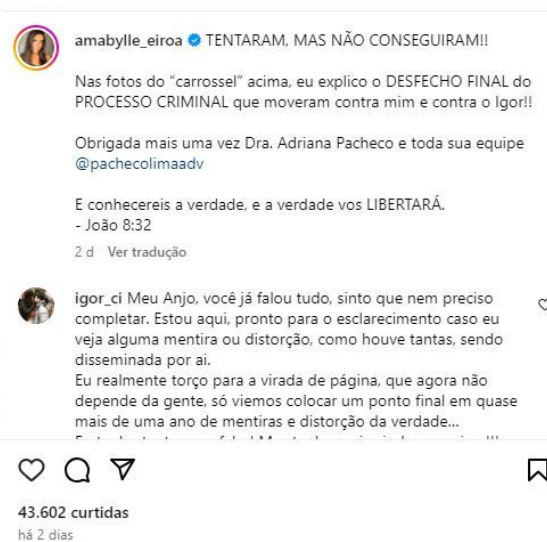 amabylle_eiroa TENTARAM, MAS NÃO CONSEGUIRAM!!
Nas fotos do “carrossel” acima, eu explico o DESFECHO FINAL do
PROCESSO CRIMINAL que moveram contra mim e contra o Igor!!
Obrigada mais uma vez Dra. Adriana Pacheco e toda sua equipe
@pachecolimaadv
E conhecereis a verdade, e a verdade vos LIBERTARÁ.
- João 8:32
2 d Ver tradução
igor_ci Meu Anjo, você já falou tudo, sinto que nem preciso
completar. Estou aqui, pronto para o esclarecimento caso eu
veja alguma mentira ou distorção, como houve tantas, sendo
disseminada por ai.
Eu realmente torço para a virada de página, que agora não
depende da gente, só viemos colocar um ponto final em quase
mais de uma ano de mentiras e distorção da verdade...
43.602 curtidas
há 2 dias